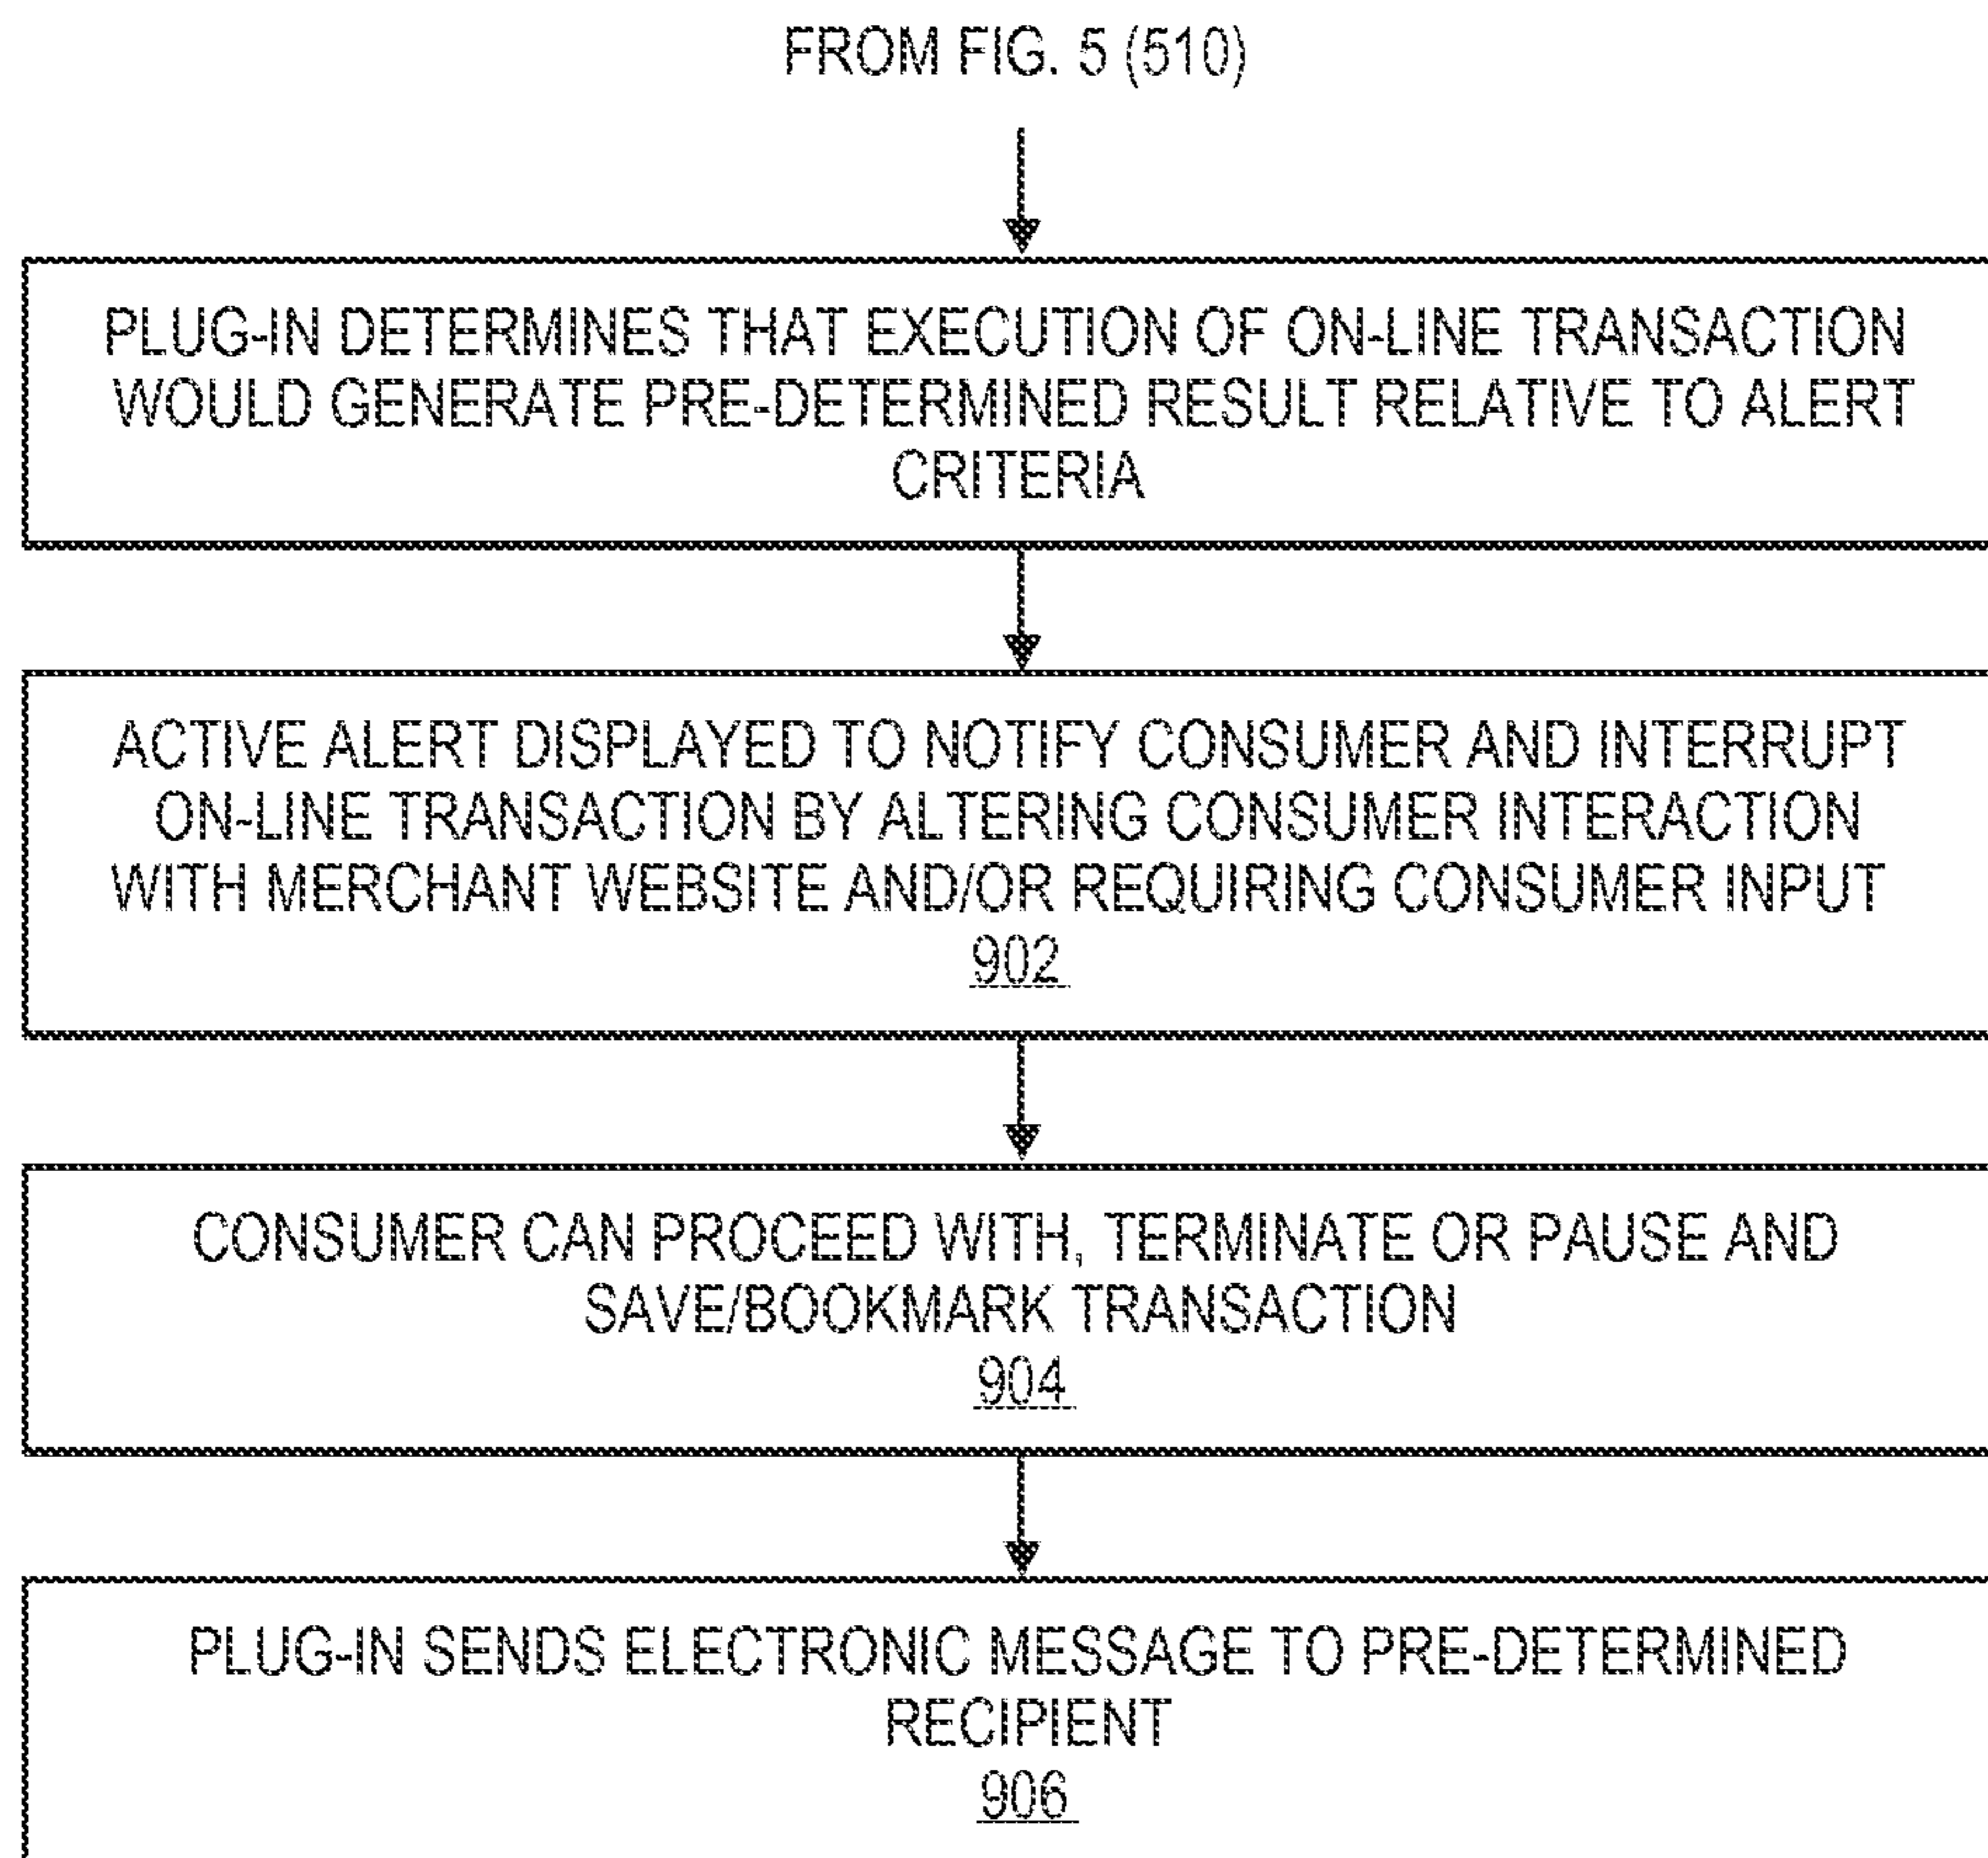 FROM FIG. 5 (510)
PLUG-IN DETERMINES THAT EXECUTION OF ON-LINE TRANSACTION
WOULD GENERATE PRE-DETERMINED RESULT RELATIVE TO ALERT
CRITERIA
ACTIVE ALERT DISPLAYED TO NOTIFY CONSUMER AND INTERRUPT
ON-LINE TRANSACTION BY ALTERING CONSUMER INTERACTION
WITH MERCHANT WEBSITE AND/OR REQUIRING CONSUMER INPUT
902
CONSUMER CAN PROCEED WITH, TERMINATE OR PAUSE AND
SAVE/BOOKMARK TRANSACTION
904
PLUG-IN SENDS ELECTRONIC MESSAGE TO PRE-DETERMINED
RECIPIENT
906